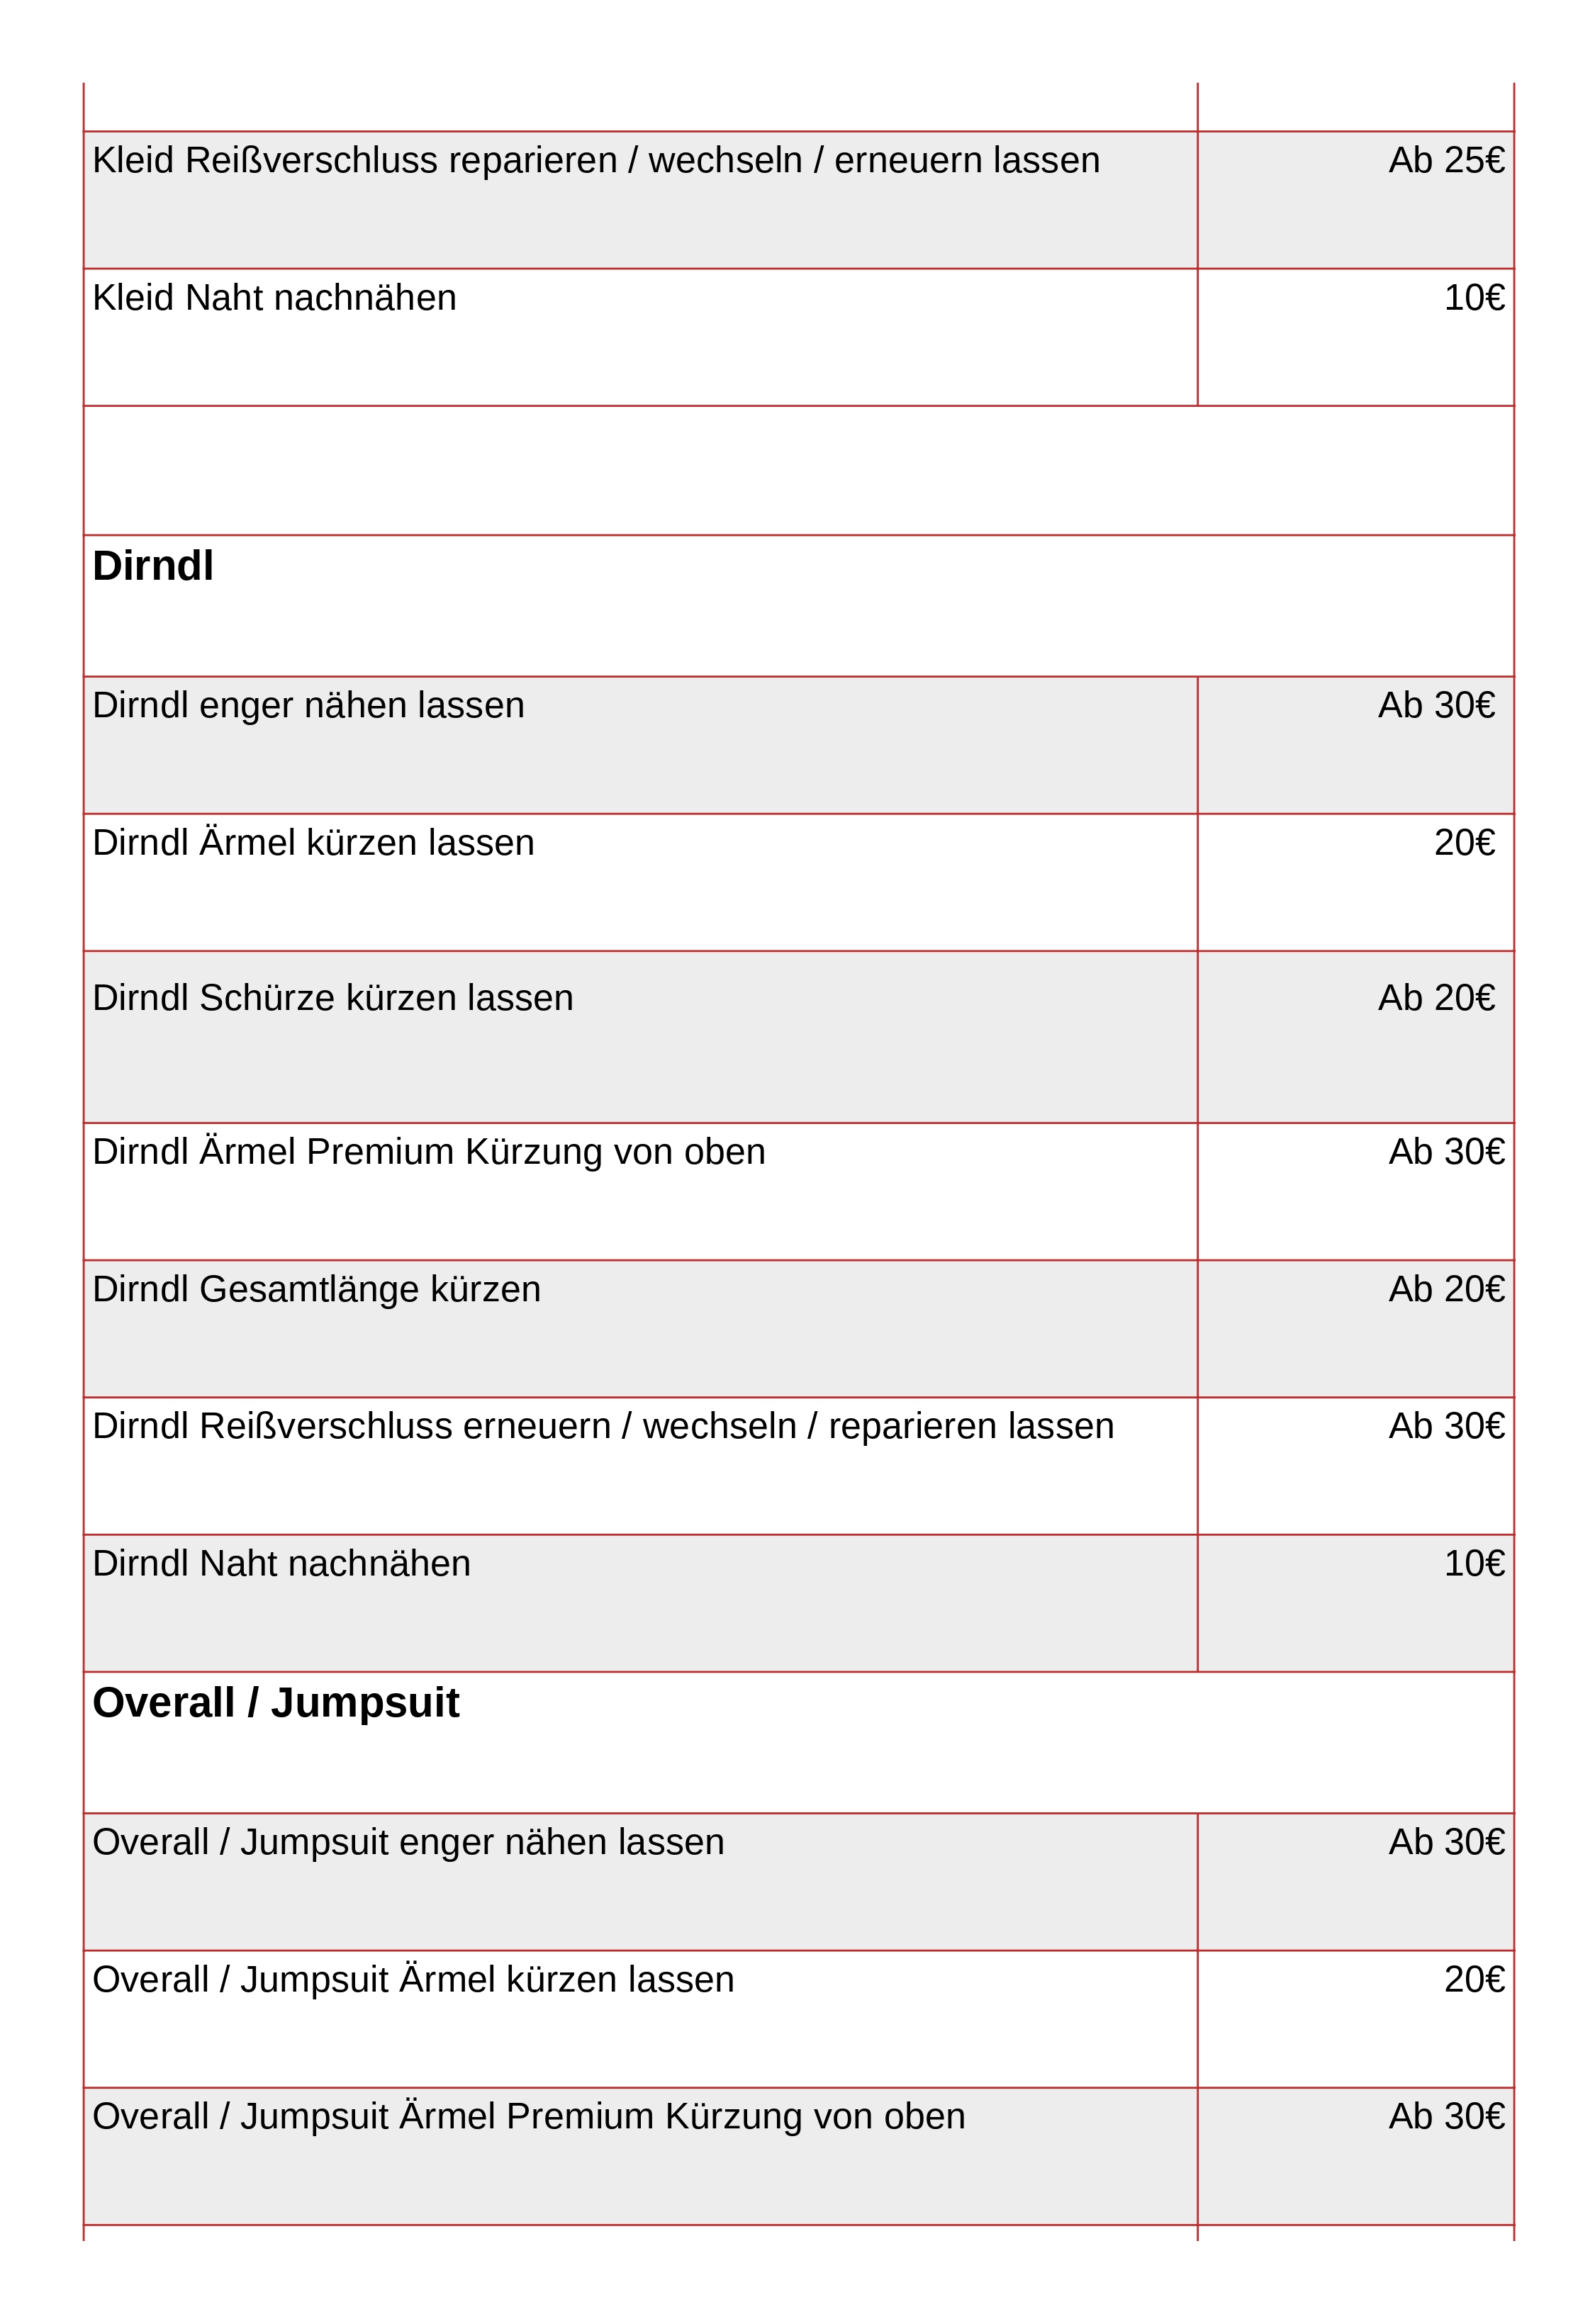 Kleid Reißverschluss reparieren / wechseln / erneuern lassen Ab 25€
Kleid Naht nachnähen 10€
Dirndl
Dirndl enger nähen lassen Ab 30€
Dirndl Ärmel kürzen lassen 20€
Dirndl Schürze kürzen lassen Ab 20€
Dirndl Ärmel Premium Kürzung von oben Ab 30€
Dirndl Gesamtlänge kürzen Ab 20€
Dirndl Reißverschluss erneuern / wechseln / reparieren lassen Ab 30€
Dirndl Naht nachnähen 10€
Overall / Jumpsuit
Overall / Jumpsuit enger nähen lassen Ab 30€
Overall / Jumpsuit Ärmel kürzen lassen 20€
Overall / Jumpsuit Ärmel Premium Kürzung von oben Ab 30€